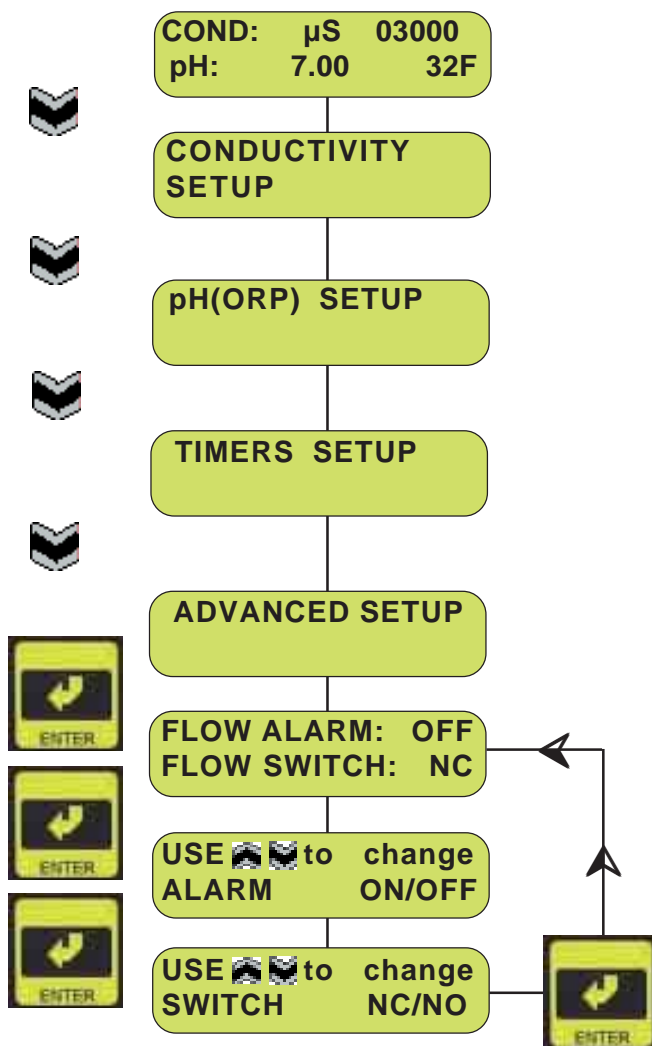 COND: µS 03000
pH: 7.00 32F
CONDUCTIVITY
SETUP
pH(ORP) SETUP
TIMERS SETUP
ADVANCED SETUP
ENTER
FLOW ALARM: OFF
FLOW SWITCH: NC
ENTER
USE to change
ALARM ON/OFF
ENTER
USE to change
SWITCH NC/NO
ENTER